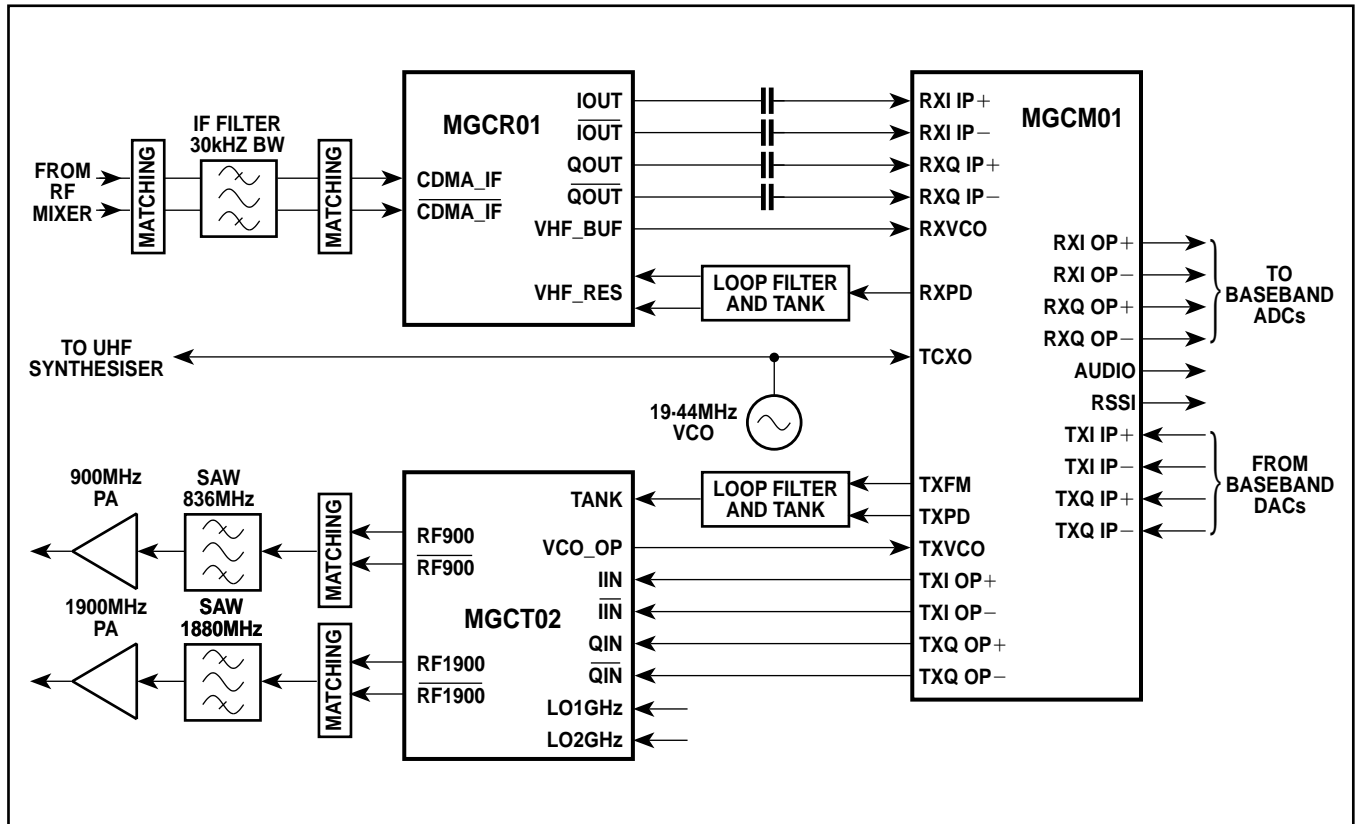 FROM
RF
MIXER
MATCHING
IF FILTER
30kHZ BW
MATCHING
MGCR01
CDMA_IF
CDMA_IF
IOUT
IOUT
QOUT
QOUT
VHF_BUF
VHF_RES
LOOP FILTER
AND TANK
MGCM01
RXI IP+
RXI IP−
RXQ IP+
RXQ IP−
RXVCO
RXPD
TCXO
TXFM
TXPD
TXVCO
TXI OP+
TXI OP−
TXQ OP+
TXQ OP−
RXI OP+
RXI OP−
RXQ OP+
RXQ OP−
AUDIO
RSSI
TXI IP+
TXI IP−
TXQ IP+
TXQ IP−
TO
BASEBAND
ADCs
FROM
BASEBAND
DACs
TO UHF
SYNTHESISER
19·44MHz
VCO
LOOP FILTER
AND TANK
MGCT02
TANK
VCO_OP
IIN
IIN
QIN
QIN
LO1GHz
LO2GHz
RF900
RF900
RF1900
RF1900
MATCHING
MATCHING
SAW
836MHz
SAW
1880MHz
900MHz
PA
1900MHz
PA